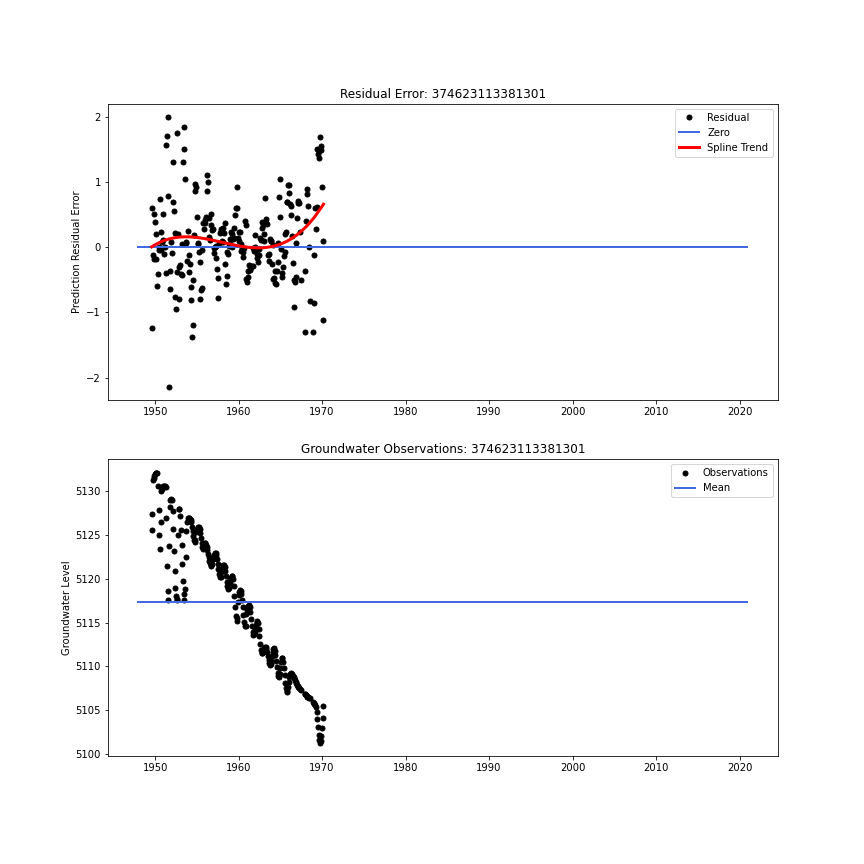 Residual Error: 374623113381301
Prediction Residual Error
2
1
0
−1
−2
Residual
Zero
Spline Trend
1950 1960 1970 1980 1990 2000 2010 2020
Groundwater Observations: 374623113381301
Groundwater Level
5130
5125
5120
5115
5110
5105
5100
Observations
Mean
1950 1960 1970 1980 1990 2000 2010 2020